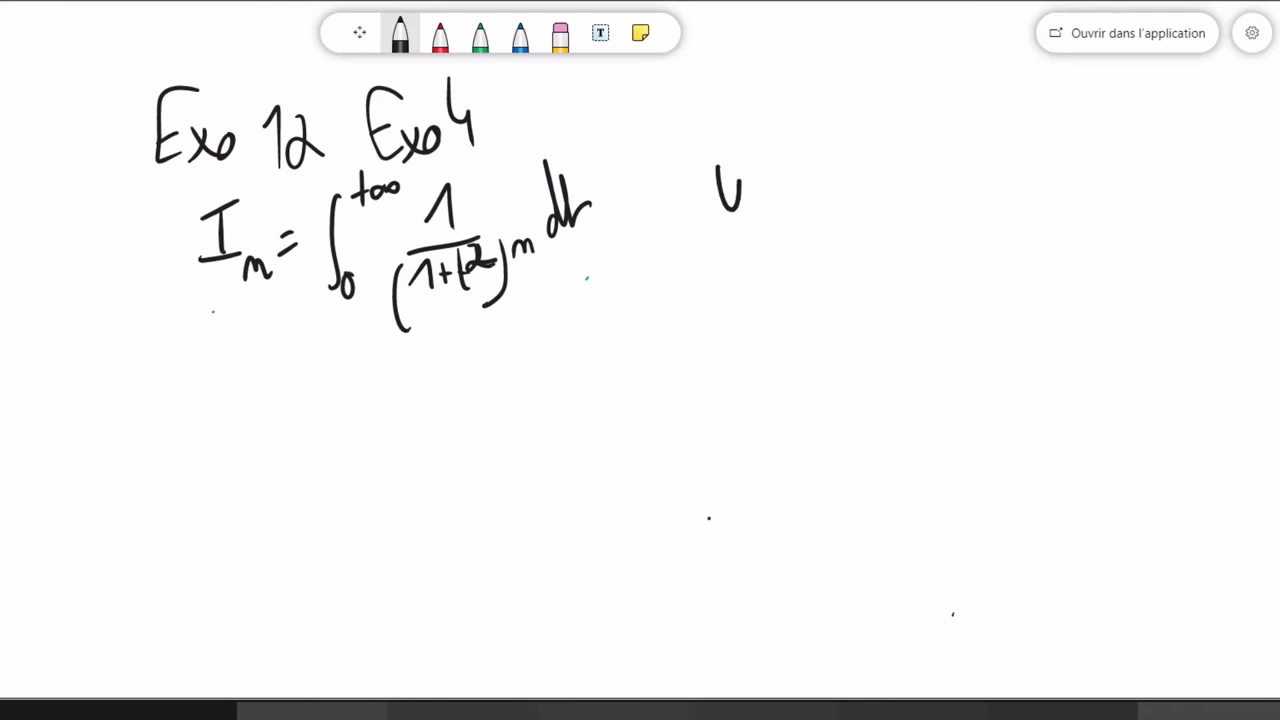 Ouvrir dans l'application
Exo 12 Exo 4
I_n = ∫_0^{+∞} 1/(1+t²)^n dt U